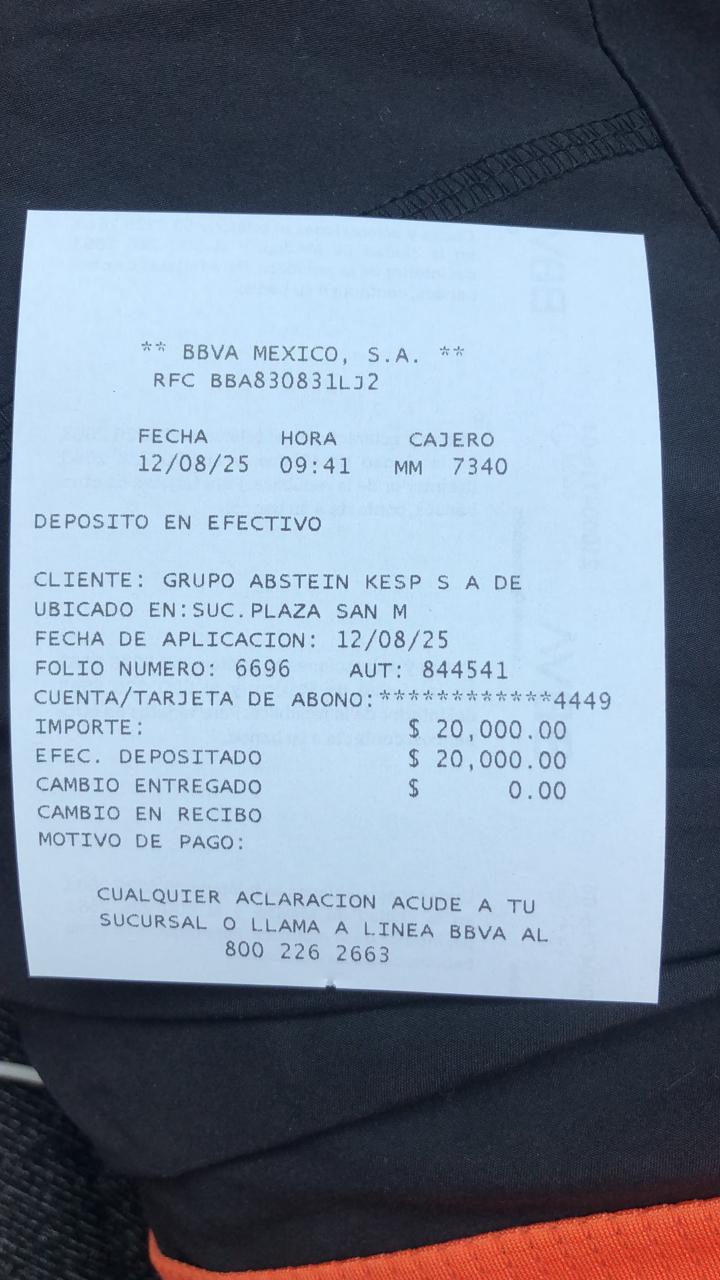 ** BBVA MEXICO, S.A. **
RFC BBA830831LJ2
FECHA HORA CAJERO
12/08/25 09:41 MM 7340
DEPOSITO EN EFECTIVO
CLIENTE: GRUPO ABSTEIN KESP S A DE
UBICADO EN:SUC.PLAZA SAN M
FECHA DE APLICACION: 12/08/25
FOLIO NUMERO: 6696 AUT: 844541
CUENTA/TARJETA DE ABONO:************4449
IMPORTE: $ 20,000.00
EFEC. DEPOSITADO $ 20,000.00
CAMBIO ENTREGADO $ 0.00
CAMBIO EN RECIBO
MOTIVO DE PAGO:
CUALQUIER ACLARACION ACUDE A TU
SUCURSAL O LLAMA A LINEA BBVA AL
800 226 2663